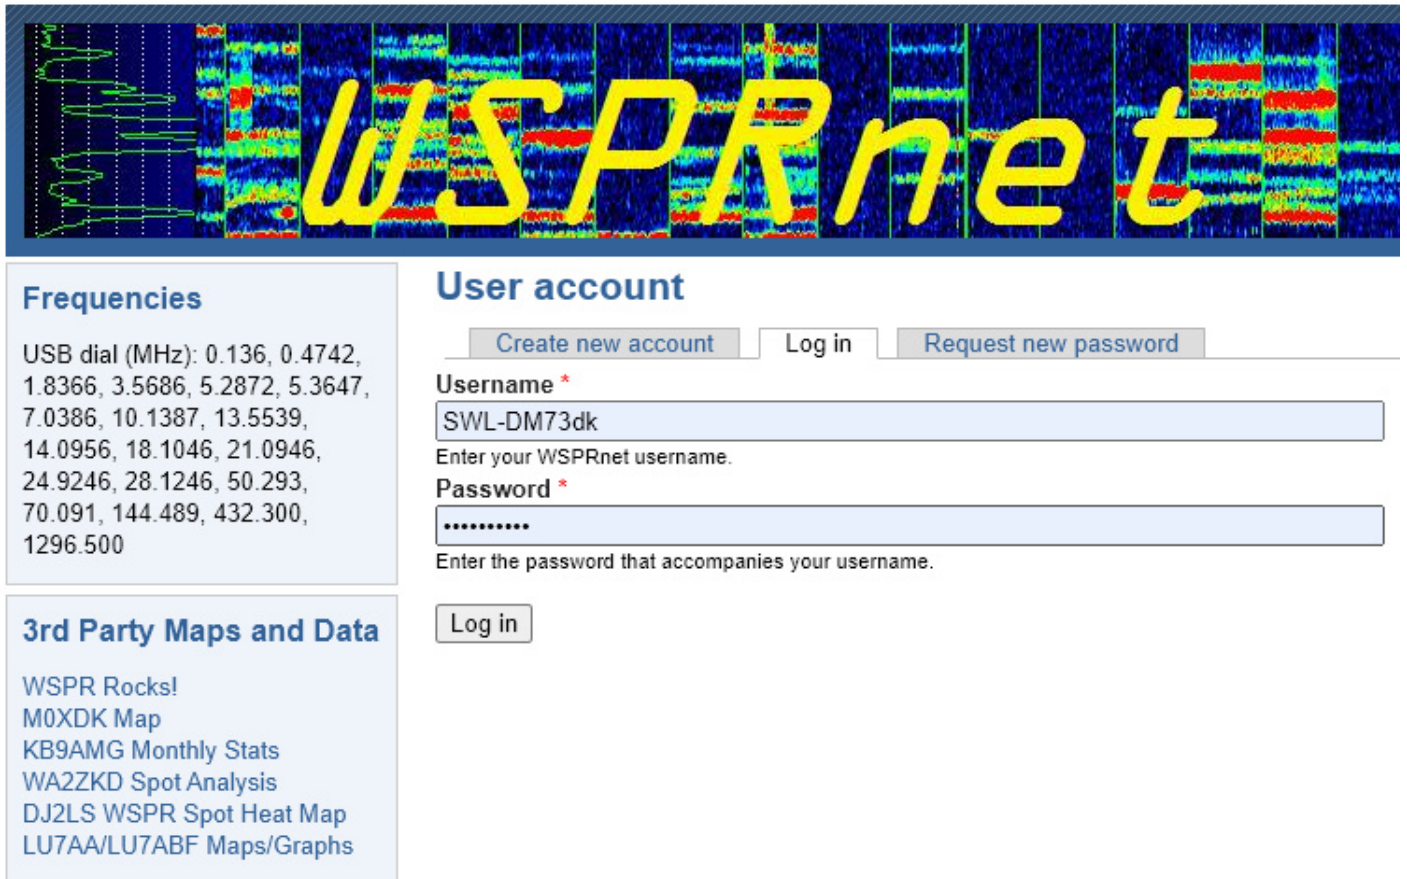 WSPRnet
Frequencies
USB dial (MHz): 0.136, 0.4742,
1.8366, 3.5686, 5.2872, 5.3647,
7.0386, 10.1387, 13.5539,
14.0956, 18.1046, 21.0946,
24.9246, 28.1246, 50.293,
70.091, 144.489, 432.300,
1296.500
3rd Party Maps and Data
WSPR Rocks!
M0XDK Map
KB9AMG Monthly Stats
WA2ZKD Spot Analysis
DJ2LS WSPR Spot Heat Map
LU7AA/LU7ABF Maps/Graphs
User account
Create new account Log in Request new password
Username *
SWL-DM73dk
Enter your WSPRnet username.
Password *
••••••••••
Enter the password that accompanies your username.
Log in